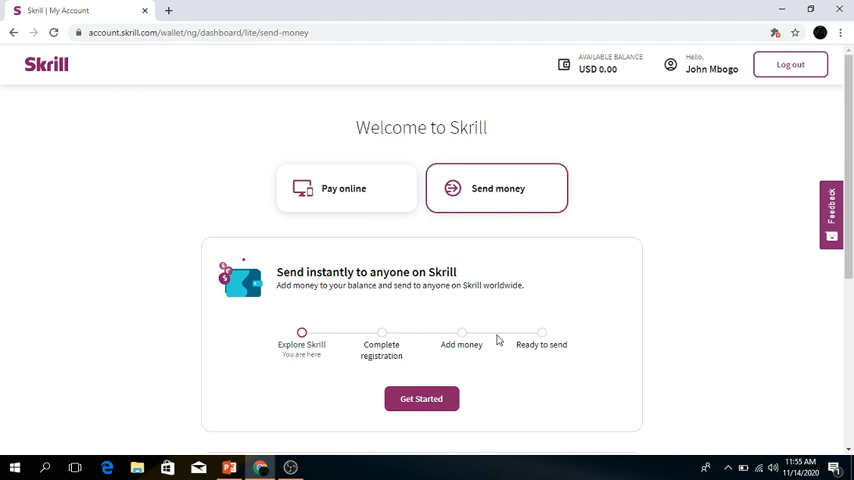 Skrill | My Account
account.skrill.com/wallet/ng/dashboard/lite/send-money
Skrill
AVAILABLE BALANCE
USD 0.00
Hello,
John Mbogo
Log out
Welcome to Skrill
Pay online
Send money
Feedback
Send instantly to anyone on Skrill
Add money to your balance and send to anyone on Skrill worldwide.
Explore Skrill
You are here
Complete
registration
Add money
Ready to send
Get Started
11:55 AM
11/14/2020